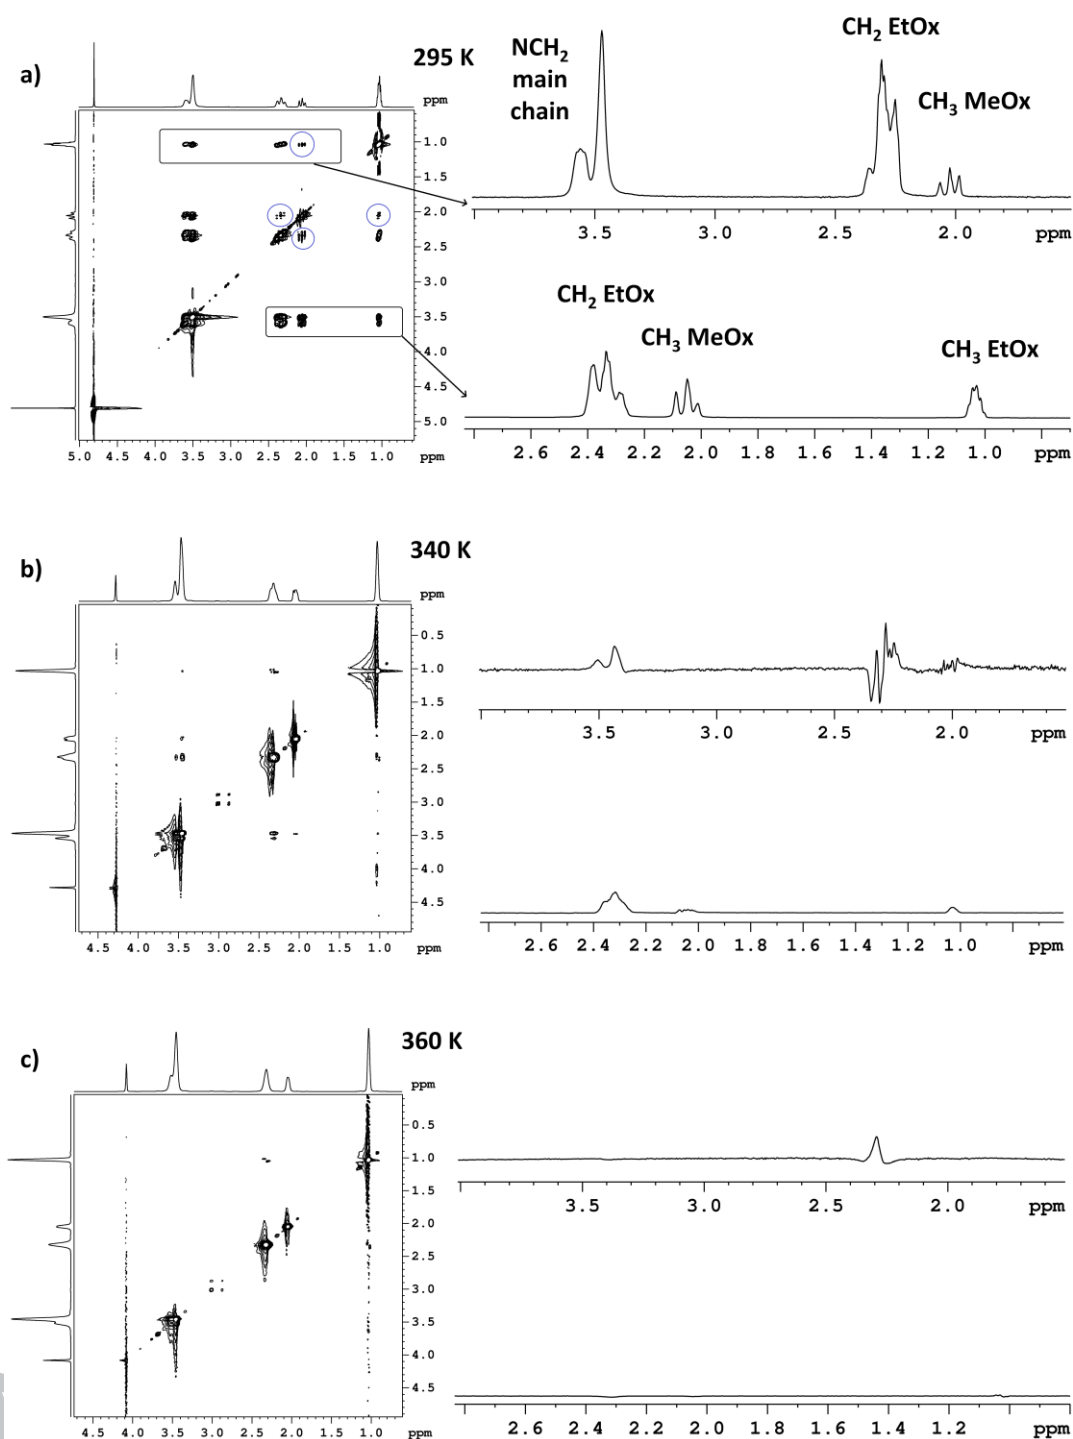 a)
295 K
ppm
1.0
1.5
2.0
2.5
3.0
3.5
4.0
4.5
5.0
5.0 4.5 4.0 3.5 3.0 2.5 2.0 1.5 1.0 ppm
NCH2
main
chain
CH2 EtOx
CH3 MeOx
3.5 3.0 2.5 2.0 ppm
CH2 EtOx
CH3 MeOx
CH3 EtOx
2.6 2.4 2.2 2.0 1.8 1.6 1.4 1.2 1.0 ppm
b)
340 K
ppm
0.5
1.0
1.5
2.0
2.5
3.0
3.5
4.0
4.5
4.5 4.0 3.5 3.0 2.5 2.0 1.5 1.0 ppm
3.5 3.0 2.5 2.0 ppm
2.6 2.4 2.2 2.0 1.8 1.6 1.4 1.2 1.0 ppm
c)
360 K
ppm
0.5
1.0
1.5
2.0
2.5
3.0
3.5
4.0
4.5
4.5 4.0 3.5 3.0 2.5 2.0 1.5 1.0 ppm
3.5 3.0 2.5 2.0 ppm
2.6 2.4 2.2 2.0 1.8 1.6 1.4 1.2 ppm